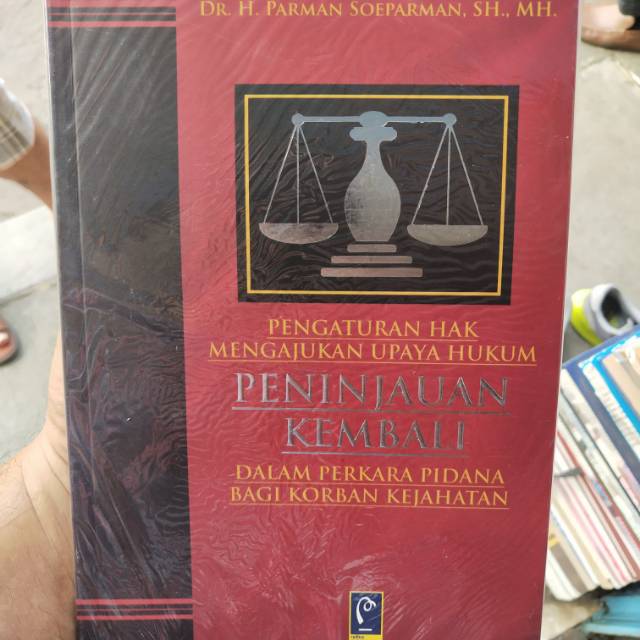 DR. H. PARMAN SOEPARMAN, SH., MH.
PENGATURAN HAK
MENGAJUKAN UPAYA HUKUM
PENINJAUAN
KEMBALI
DALAM PERKARA PIDANA
BAGI KORBAN KEJAHATAN